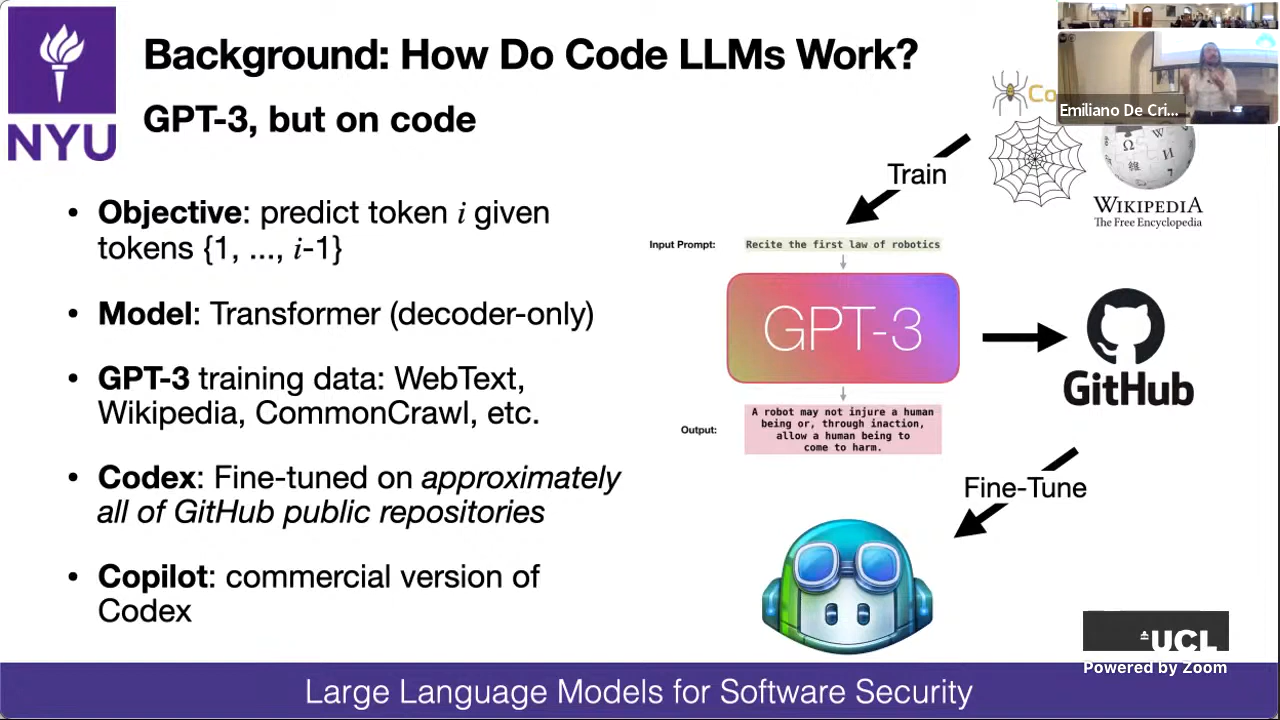 NYU
Background: How Do Code LLMs Work?
GPT-3, but on code
• Objective: predict token i given
tokens {1, ..., i-1}
• Model: Transformer (decoder-only)
• GPT-3 training data: WebText,
Wikipedia, CommonCrawl, etc.
• Codex: Fine-tuned on approximately
all of GitHub public repositories
• Copilot: commercial version of
Codex
Co
Emiliano De Cri...
Train
WIKIPEDIA
The Free Encyclopedia
Input Prompt:
Recite the first law of robotics
GPT-3
Output:
A robot may not injure a human
being or, through inaction,
allow a human being to
come to harm.
GitHub
Fine-Tune
UCL
Powered by Zoom
Large Language Models for Software Security